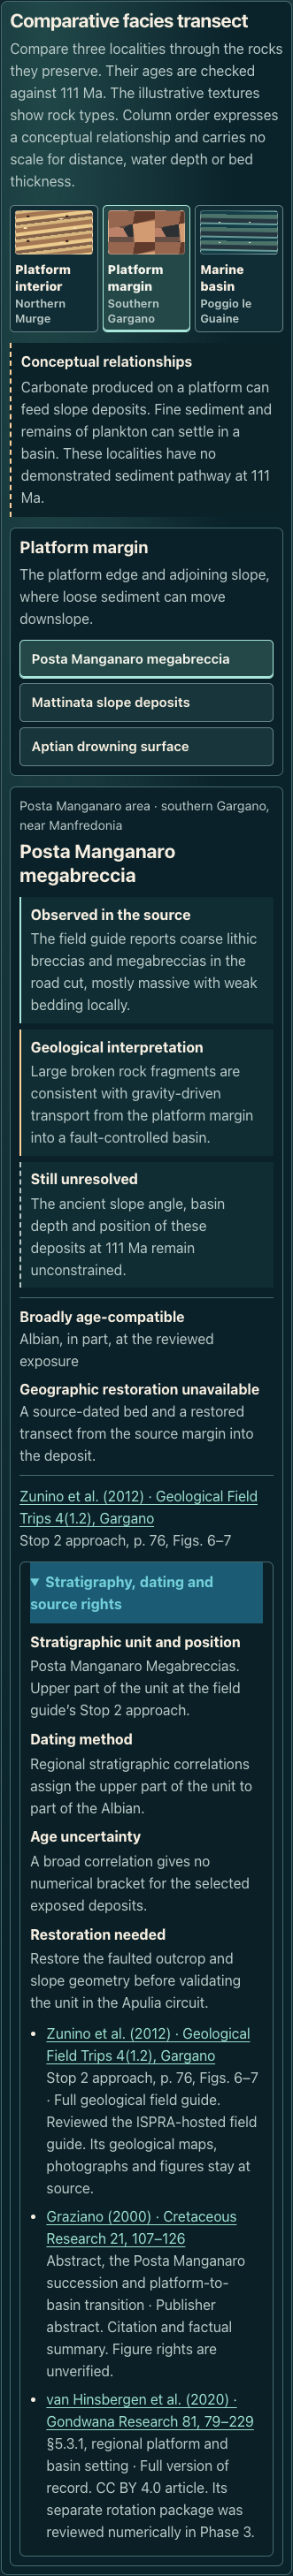 Comparative facies transect
Compare three localities through the rocks
they preserve. Their ages are checked
against 111 Ma. The illustrative textures
show rock types. Column order expresses
a conceptual relationship and carries no
scale for distance, water depth or bed
thickness.
Platform
interior
Northern
Murge
Platform
margin
Southern
Gargano
Marine
basin
Poggio le
Guaine
Conceptual relationships
Carbonate produced on a platform can
feed slope deposits. Fine sediment and
remains of plankton can settle in a
basin. These localities have no
demonstrated sediment pathway at 111
Ma.
Platform margin
The platform edge and adjoining slope,
where loose sediment can move
downslope.
Posta Manganaro megabreccia
Mattinata slope deposits
Aptian drowning surface
Posta Manganaro area · southern Gargano,
near Manfredonia
Posta Manganaro
megabreccia
Observed in the source
The field guide reports coarse lithic
breccias and megabreccias in the
road cut, mostly massive with weak
bedding locally.
Geological interpretation
Large broken rock fragments are
consistent with gravity-driven
transport from the platform margin
into a fault-controlled basin.
Still unresolved
The ancient slope angle, basin
depth and position of these
deposits at 111 Ma remain
unconstrained.
Broadly age-compatible
Albian, in part, at the reviewed
exposure
Geographic restoration unavailable
A source-dated bed and a restored
transect from the source margin into
the deposit.
Zunino et al. (2012) · Geological Field
Trips 4(1.2), Gargano
Stop 2 approach, p. 76, Figs. 6–7
▼ Stratigraphy, dating and
source rights
Stratigraphic unit and position
Posta Manganaro Megabreccias.
Upper part of the unit at the field
guide’s Stop 2 approach.
Dating method
Regional stratigraphic correlations
assign the upper part of the unit to
part of the Albian.
Age uncertainty
A broad correlation gives no
numerical bracket for the selected
exposed deposits.
Restoration needed
Restore the faulted outcrop and
slope geometry before validating
the unit in the Apulia circuit.
• Zunino et al. (2012) · Geological
Field Trips 4(1.2), Gargano
Stop 2 approach, p. 76, Figs. 6–7
· Full geological field guide.
Reviewed the ISPRA-hosted field
guide. Its geological maps,
photographs and figures stay at
source.
• Graziano (2000) · Cretaceous
Research 21, 107–126
Abstract, the Posta Manganaro
succession and platform-to-
basin transition · Publisher
abstract. Citation and factual
summary. Figure rights are
unverified.
• van Hinsbergen et al. (2020) ·
Gondwana Research 81, 79–229
§5.3.1, regional platform and
basin setting · Full version of
record. CC BY 4.0 article. Its
separate rotation package was
reviewed numerically in Phase 3.